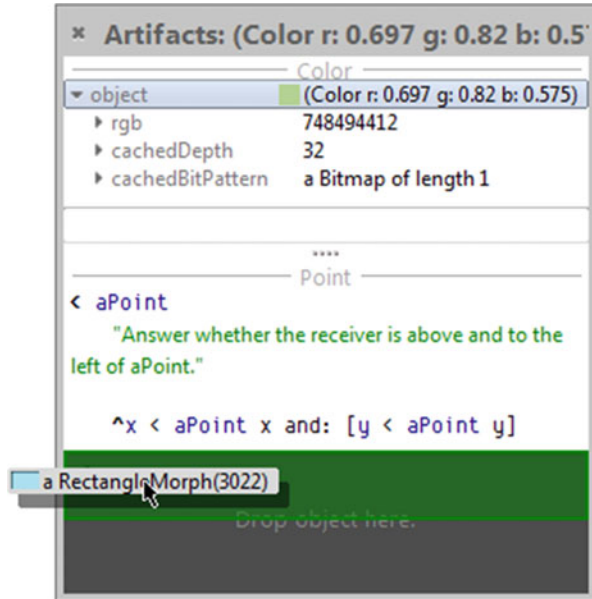 × Artifacts: (Color r: 0.697 g: 0.82 b: 0.5
Color
object (Color r: 0.697 g: 0.82 b: 0.575)
rgb 748494412
cachedDepth 32
cachedBitPattern a Bitmap of length 1
Point
< aPoint
"Answer whether the receiver is above and to the
left of aPoint."
^x < aPoint x and: [y < aPoint y]
a RectangleMorph(3022)
Drop object here.